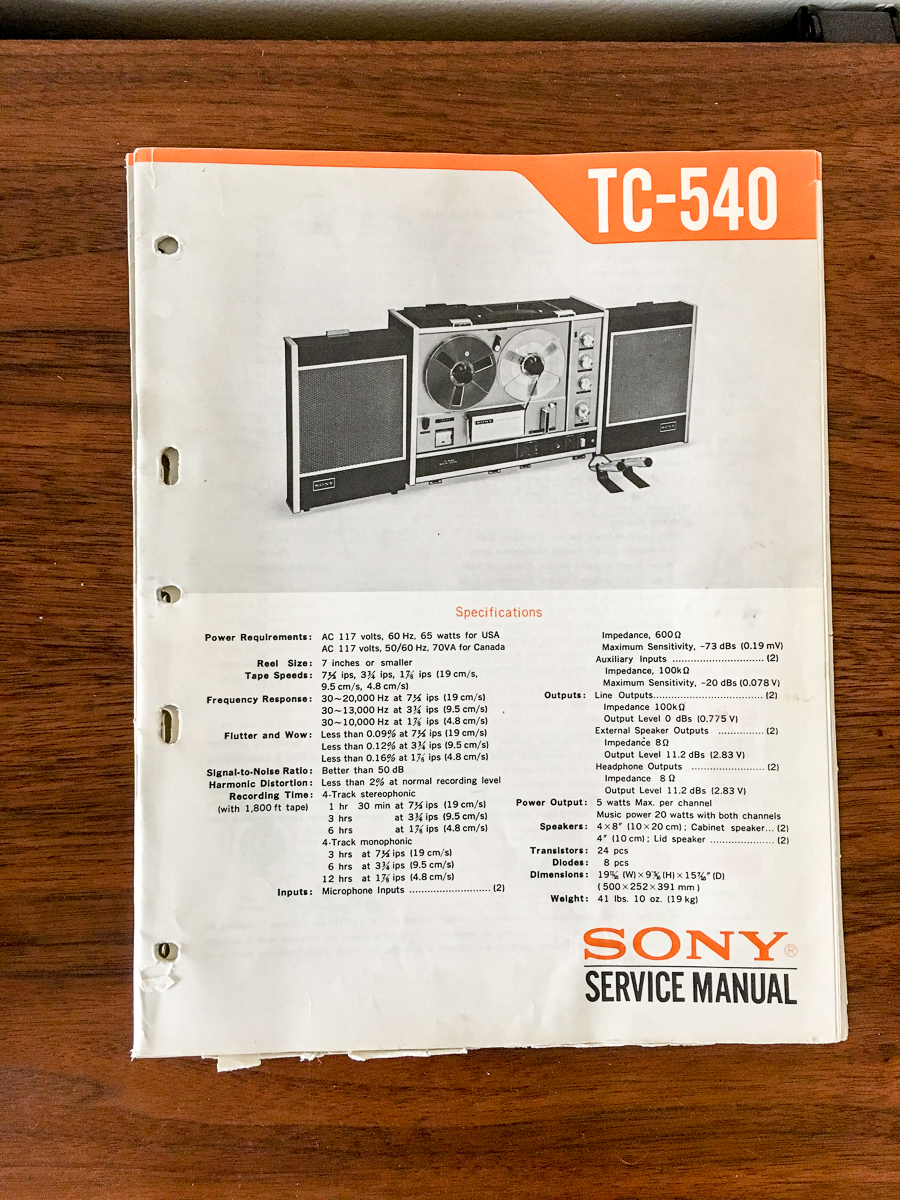 TC-540
SONY
SONY
SONY
Specifications
Power Requirements: AC 117 volts, 60 Hz, 65 watts for USA
AC 117 volts, 50/60 Hz, 70VA for Canada
Reel Size: 7 inches or smaller
Tape Speeds: 7½ ips, 3¾ ips, 1⅞ ips (19 cm/s,
9.5 cm/s, 4.8 cm/s)
Frequency Response: 30~20,000 Hz at 7½ ips (19 cm/s)
30~13,000 Hz at 3¾ ips (9.5 cm/s)
30~10,000 Hz at 1⅞ ips (4.8 cm/s)
Flutter and Wow: Less than 0.09% at 7½ ips (19 cm/s)
Less than 0.12% at 3¾ ips (9.5 cm/s)
Less than 0.16% at 1⅞ ips (4.8 cm/s)
Signal-to-Noise Ratio: Better than 50 dB
Harmonic Distortion: Less than 2% at normal recording level
Recording Time: 4-Track stereophonic
(with 1,800 ft tape) 1 hr 30 min at 7½ ips (19 cm/s)
3 hrs at 3¾ ips (9.5 cm/s)
6 hrs at 1⅞ ips (4.8 cm/s)
4-Track monophonic
3 hrs at 7½ ips (19 cm/s)
6 hrs at 3¾ ips (9.5 cm/s)
12 hrs at 1⅞ ips (4.8 cm/s)
Inputs: Microphone Inputs .......................... (2)
Impedance, 600Ω
Maximum Sensitivity, -73 dBs (0.19 mV)
Auxiliary Inputs ............................. (2)
Impedance, 100kΩ
Maximum Sensitivity, -20 dBs (0.078 V)
Outputs: Line Outputs................................... (2)
Impedance 100kΩ
Output Level 0 dBs (0.775 V)
External Speaker Outputs ............... (2)
Impedance 8Ω
Output Level 11.2 dBs (2.83 V)
Headphone Outputs ....................... (2)
Impedance 8Ω
Output Level 11.2 dBs (2.83 V)
Power Output: 5 watts Max. per channel
Music power 20 watts with both channels
Speakers: 4×8" (10×20 cm); Cabinet speaker... (2)
4" (10 cm); Lid speaker .................... (2)
Transistors: 24 pcs
Diodes: 8 pcs
Dimensions: (W)× (H)× (D)
(500×252×391 mm)
Weight: 41 lbs. 10 oz. (19 kg)
SONY®
SERVICE MANUAL